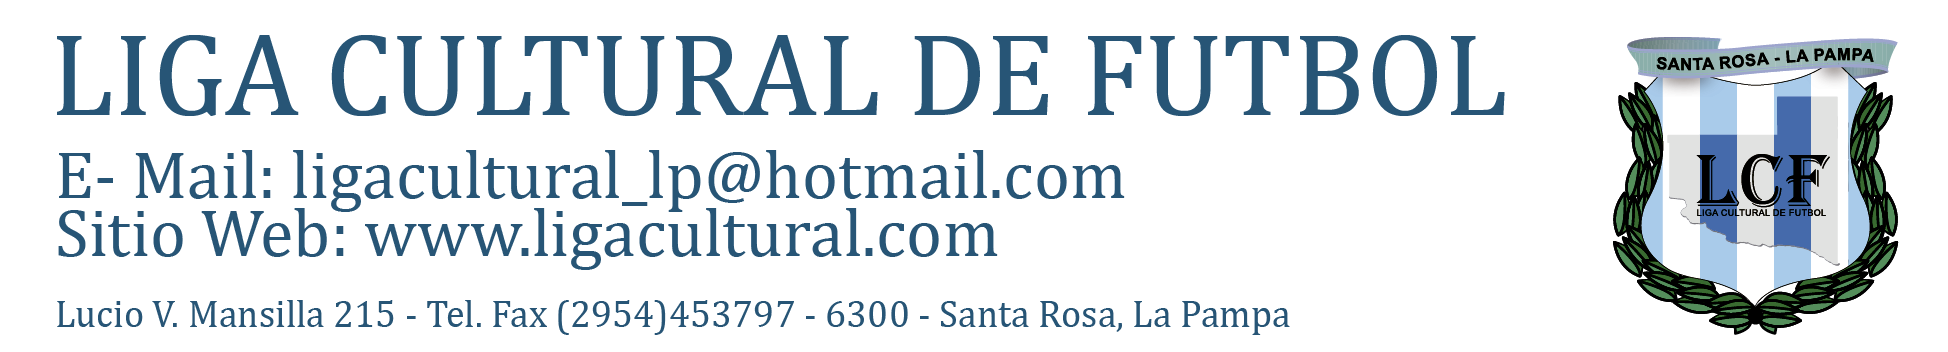 LIGA CULTURAL DE FUTBOL
E- Mail: ligacultural_lp@hotmail.com
Sitio Web: www.ligacultural.com
Lucio V. Mansilla 215 - Tel. Fax (2954)453797 - 6300 - Santa Rosa, La Pampa
SANTA ROSA - LA PAMPA
LCF
LIGA CULTURAL DE FUTBOL